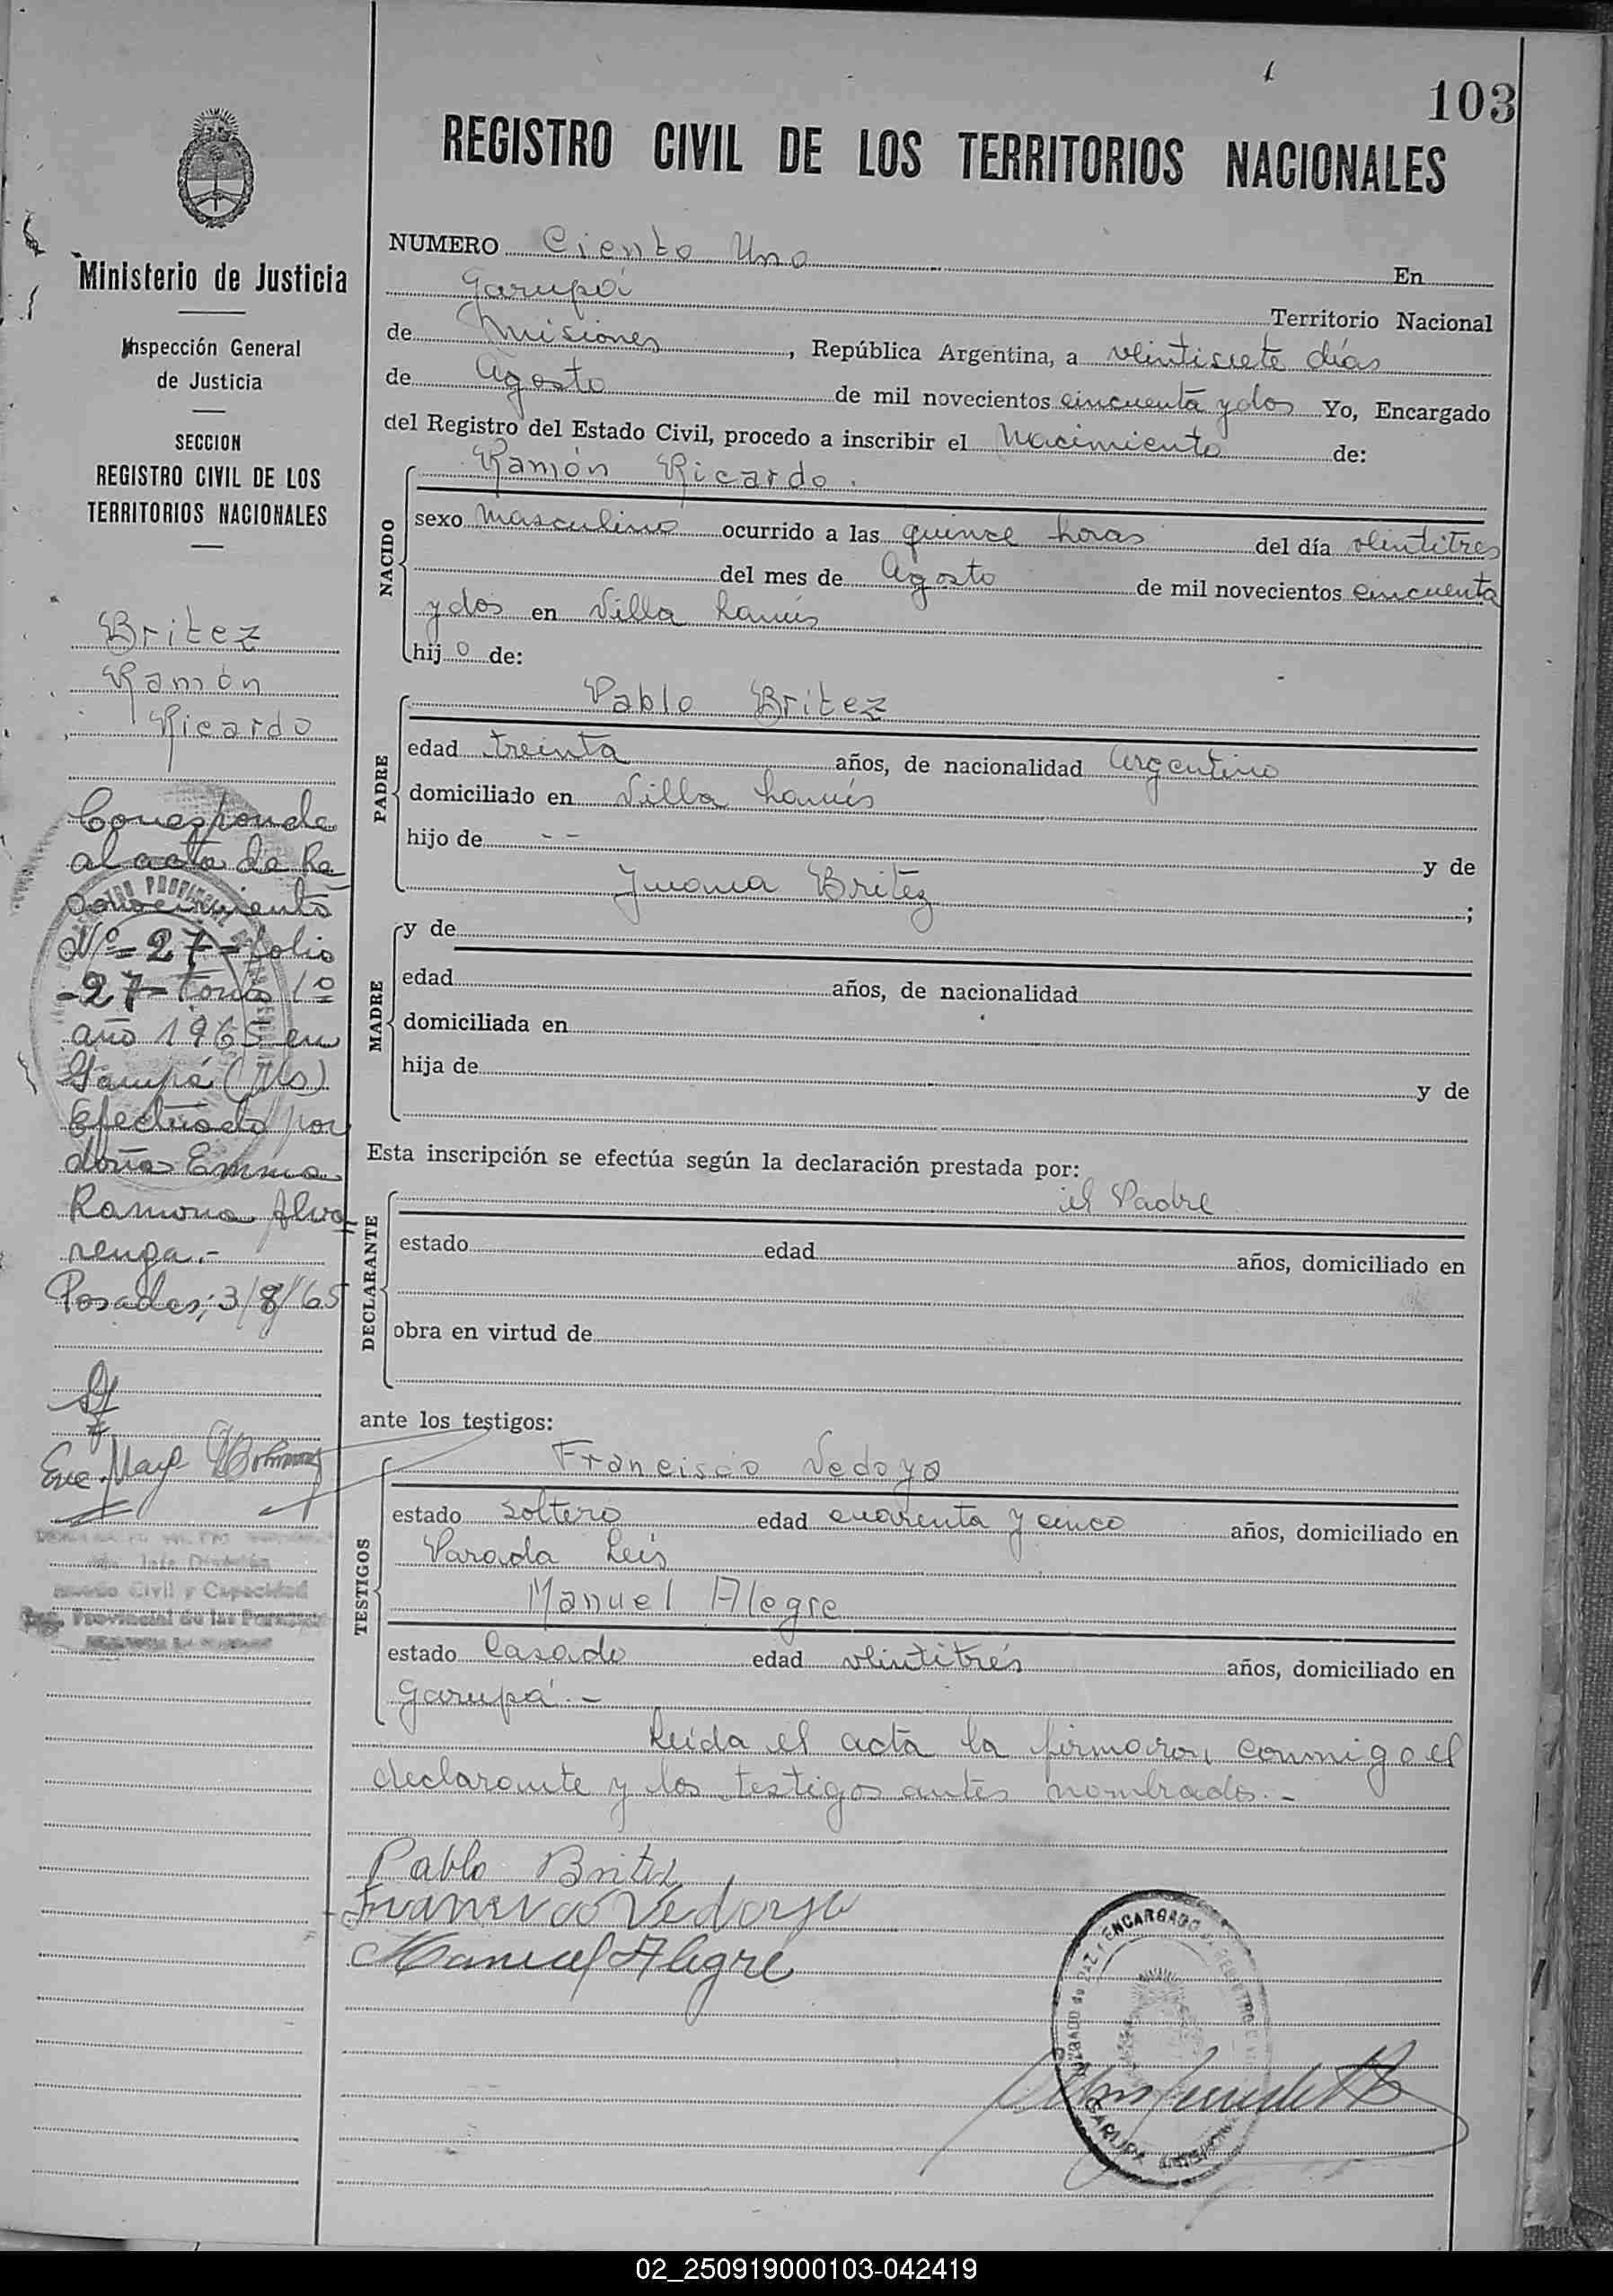 103
REGISTRO CIVIL DE LOS TERRITORIOS NACIONALES
Ministerio de Justicia
Inspección General
de Justicia
SECCION
REGISTRO CIVIL DE LOS
TERRITORIOS NACIONALES
Britez
Ramón
Ricardo
Corresponde
al acta de Re
conocimiento
Nº = 27 = folio
- 27 - tomo 1º
año 1965 en
Garupá (Ms)
Efectuado por
doña Emma
Ramona Alva
renga.-
Posadas, 3/8/65
NUMERO Ciento Uno En
Garupá Territorio Nacional
de Misiones, República Argentina, a veintisiete días
de Agosto de mil novecientos cincuenta y dos Yo, Encargado
del Registro del Estado Civil, procedo a inscribir el Nacimiento de:
NACIDO
Ramón Ricardo.
sexo masculino ocurrido a las quince horas del día veintitres
del mes de Agosto de mil novecientos cincuenta
y dos en Villa Lanús
hijo de:
PADRE
Pablo Britez
edad treinta años, de nacionalidad Argentino
domiciliado en Villa Lanús
hijo de - - y de
Juana Britez ;
MADRE
y de
edad años, de nacionalidad
domiciliada en
hija de y de
Esta inscripción se efectúa según la declaración prestada por:
DECLARANTE
el Padre
estado edad años, domiciliado en
obra en virtud de
ante los testigos:
TESTIGOS
Francisco Vedoya
estado soltero edad cuarenta y cinco años, domiciliado en
Parada Leis
Manuel Alegre
estado Casado edad veintitrés años, domiciliado en
Garupá.-
Leida el acta la firmaron conmigo el
declarante y los testigos antes nombrados.-
Pablo Britez
Francisco Vedoya
Manuel Alegre
ENCARGADO
GARUPA
02_250919000103-042419